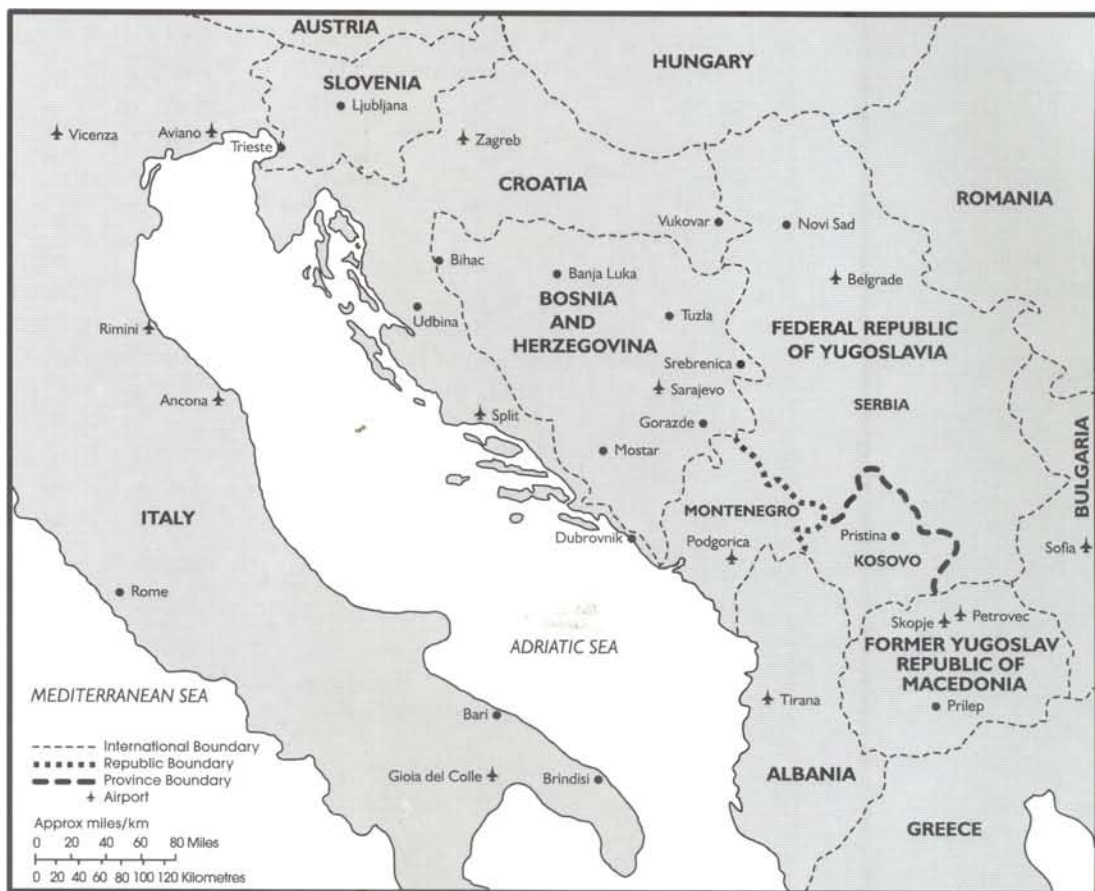 AUSTRIA
HUNGARY
SLOVENIA
Ljubljana
Vicenza
Aviano
Trieste
Zagreb
CROATIA
ROMANIA
Vukovar
Novi Sad
Bihac
Banja Luka
Belgrade
BOSNIA
AND
HERZEGOVINA
Udbina
Tuzla
Rimini
FEDERAL REPUBLIC
OF YUGOSLAVIA
Srebrenica
Sarajevo
Ancona
Split
SERBIA
Gorazde
Mostar
BULGARIA
ITALY
MONTENEGRO
Dubrovnik
Podgorica
Pristina
KOSOVO
Sofia
Rome
Skopje
Petrovec
ADRIATIC SEA
FORMER YUGOSLAV
REPUBLIC OF
MACEDONIA
MEDITERRANEAN SEA
Tirana
Prilep
Bari
International Boundary
Republic Boundary
Province Boundary
Airport
Gioia del Colle
Brindisi
ALBANIA
GREECE
Approx miles/km
0 20 40 60 80 Miles
0 20 40 60 80 100 120 Kilometres